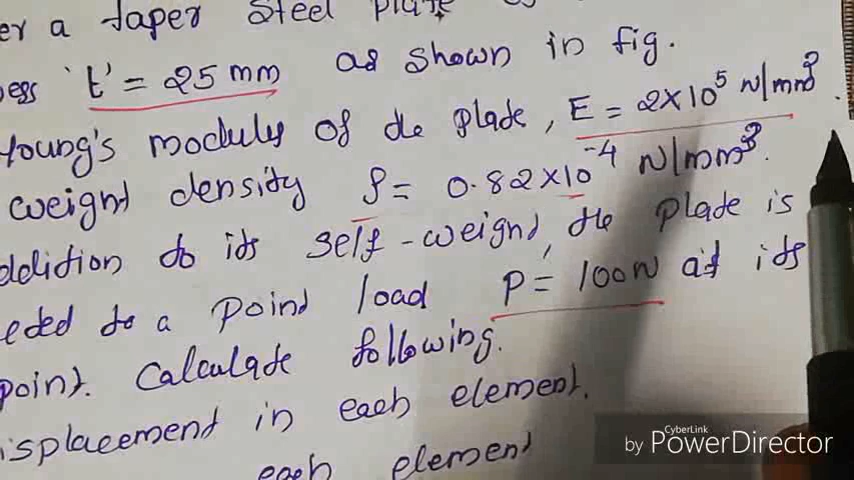 er a taper Steel plate
ess 't' = 25 mm as shown in fig.
Young's modulus of the plate, E = 2×10⁵ N/mm²
weight density ρ = 0.82×10⁻⁴ N/mm³.
ddition to its self-weight, the plate is
cted to a point load P = 100N at its
point. Calculate following.
isplacement in each element.
each element
CyberLink
by PowerDirector